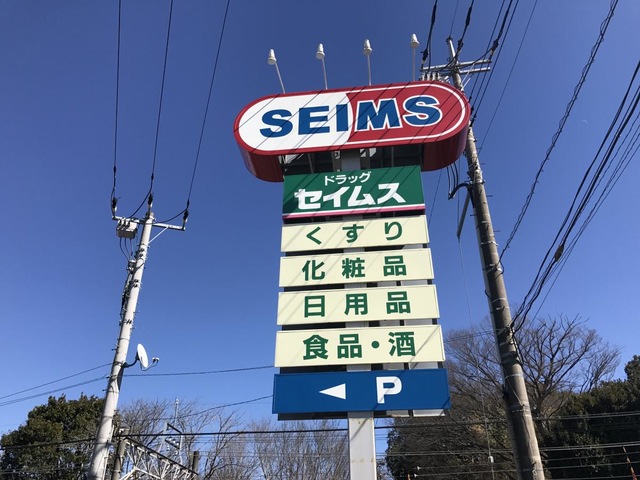 SEIMS
ドラッグ
セイムス
くすり
化粧品
日用品
食品・酒
P